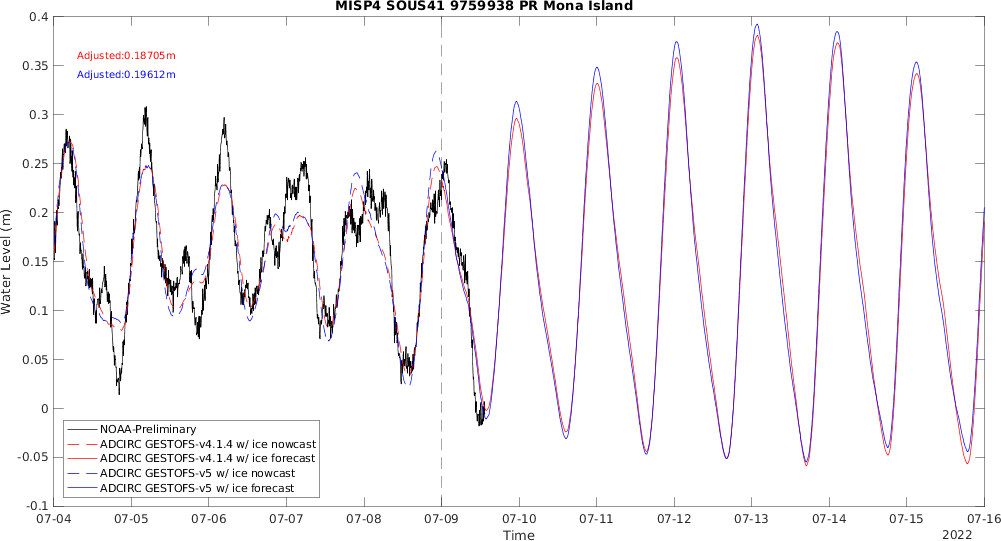 MISP4 SOUS41 9759938 PR Mona Island
0.4
0.35
0.3
0.25
0.2
0.15
0.1
0.05
0
-0.05
-0.1
Water Level (m)
Adjusted:0.18705m
Adjusted:0.19612m
NOAA-Preliminary
ADCIRC GESTOFS-v4.1.4 w/ ice nowcast
ADCIRC GESTOFS-v4.1.4 w/ ice forecast
ADCIRC GESTOFS-v5 w/ ice nowcast
ADCIRC GESTOFS-v5 w/ ice forecast
07-04 07-05 07-06 07-07 07-08 07-09 07-10 07-11 07-12 07-13 07-14 07-15 07-16
Time
2022